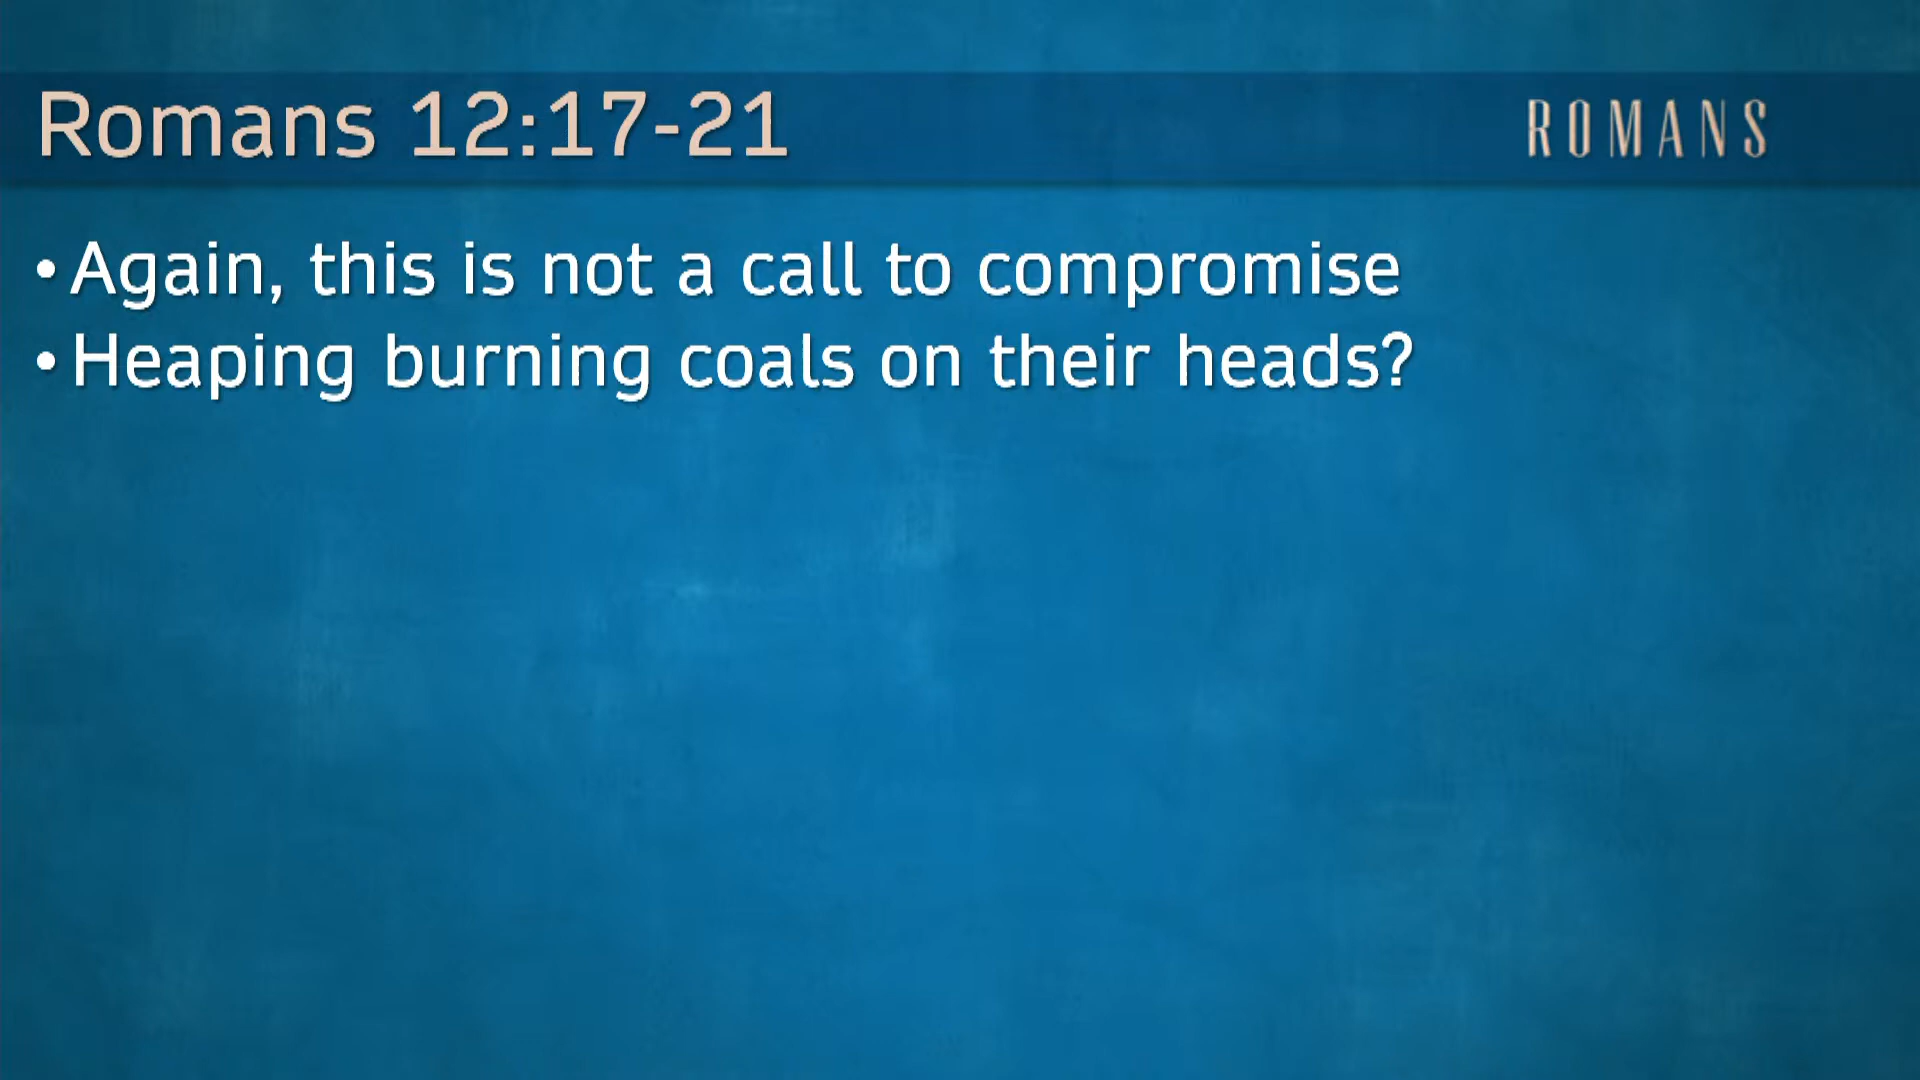 Romans 12:17-21
ROMANS
•Again, this is not a call to compromise
•Heaping burning coals on their heads?